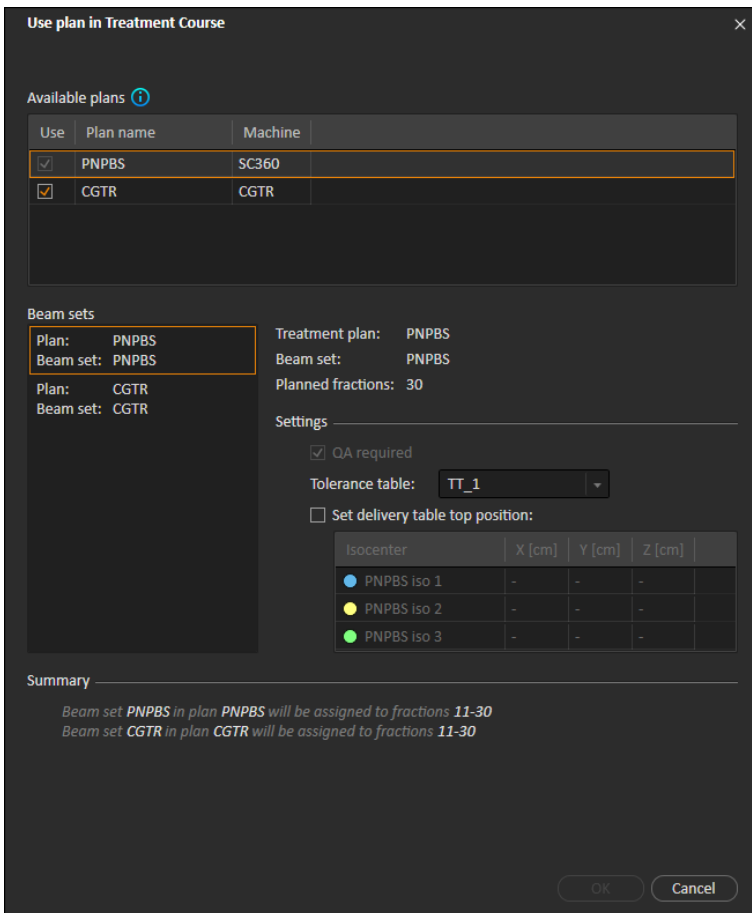 Use plan in Treatment Course
Available plans
Use Plan name Machine
PNPBS SC360
CGTR CGTR
Beam sets
Plan: PNPBS
Beam set: PNPBS
Plan: CGTR
Beam set: CGTR
Treatment plan: PNPBS
Beam set: PNPBS
Planned fractions: 30
Settings
QA required
Tolerance table: TT_1
Set delivery table top position:
Isocenter X [cm] Y [cm] Z [cm]
PNPBS iso 1 - - -
PNPBS iso 2 - - -
PNPBS iso 3 - - -
Summary
Beam set PNPBS in plan PNPBS will be assigned to fractions 11-30
Beam set CGTR in plan CGTR will be assigned to fractions 11-30
OK Cancel